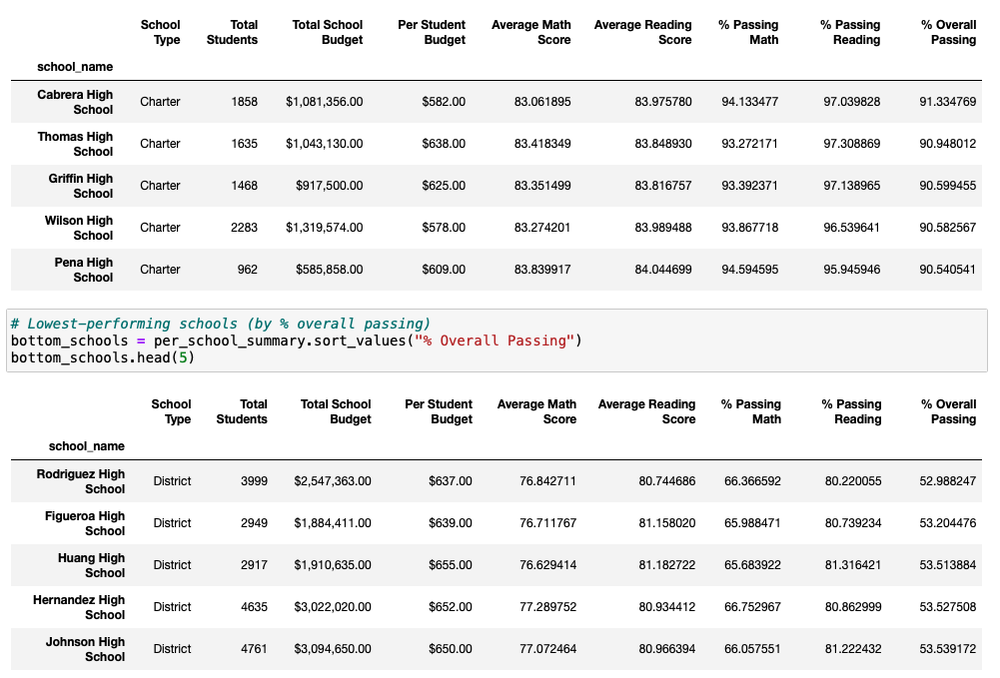 School Type Total Students Total School Budget Per Student Budget Average Math Score Average Reading Score % Passing Math % Passing Reading % Overall Passing
school_name
Cabrera High School Charter 1858 $1,081,356.00 $582.00 83.061895 83.975780 94.133477 97.039828 91.334769
Thomas High School Charter 1635 $1,043,130.00 $638.00 83.418349 83.848930 93.272171 97.308869 90.948012
Griffin High School Charter 1468 $917,500.00 $625.00 83.351499 83.816757 93.392371 97.138965 90.599455
Wilson High School Charter 2283 $1,319,574.00 $578.00 83.274201 83.989488 93.867718 96.539641 90.582567
Pena High School Charter 962 $585,858.00 $609.00 83.839917 84.044699 94.594595 95.945946 90.540541
# Lowest-performing schools (by % overall passing)
bottom_schools = per_school_summary.sort_values("% Overall Passing")
bottom_schools.head(5)
School Type Total Students Total School Budget Per Student Budget Average Math Score Average Reading Score % Passing Math % Passing Reading % Overall Passing
school_name
Rodriguez High School District 3999 $2,547,363.00 $637.00 76.842711 80.744686 66.366592 80.220055 52.988247
Figueroa High School District 2949 $1,884,411.00 $639.00 76.711767 81.158020 65.988471 80.739234 53.204476
Huang High School District 2917 $1,910,635.00 $655.00 76.629414 81.182722 65.683922 81.316421 53.513884
Hernandez High School District 4635 $3,022,020.00 $652.00 77.289752 80.934412 66.752967 80.862999 53.527508
Johnson High School District 4761 $3,094,650.00 $650.00 77.072464 80.966394 66.057551 81.222432 53.539172